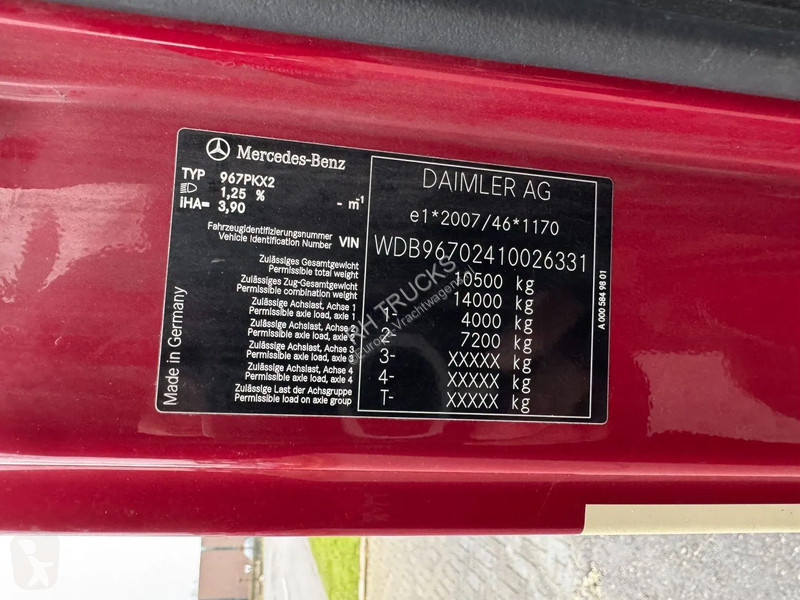 Mercedes-Benz
TYP 967PKX2
1,25 %
iHA= 3,90 - m⁻¹
Fahrzeugidentifizierungsnummer
Vehicle Identification Number VIN
Zulässiges Gesamtgewicht
Permissible total weight
Zulässiges Zug-Gesamtgewicht
Permissible combination weight
Zulässige Achslast, Achse 1
Permissible axle load, axle 1
Zulässige Achslast, Achse 2
Permissible axle load, axle 2
Zulässige Achslast, Achse 3
Permissible axle load, axle 3
Zulässige Achslast, Achse 4
Permissible axle load, axle 4
Zulässige Last der Achsgruppe
Permissible load on axle group
Made in Germany
DAIMLER AG
e1*2007/46*1170
WDB96702410026331
10500 kg
14000 kg
1- 4000 kg
2- 7200 kg
3- XXXXX kg
4- XXXXX kg
T- XXXXX kg
A 000 584 98 01
TRUCKS